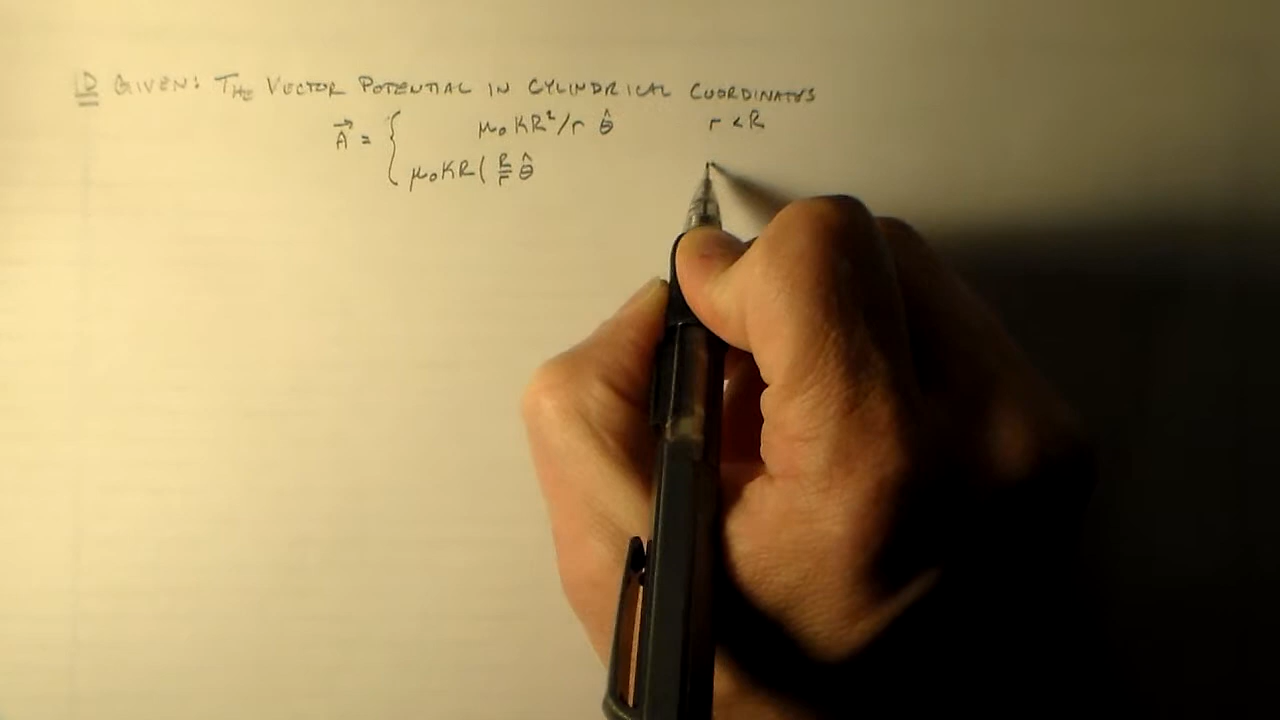 1D GIVEN: THE VECTOR POTENTIAL IN CYLINDRICAL COORDINATES
A⃗ = { μ₀KR²/r θ̂ r < R
μ₀KR( R/r θ̂